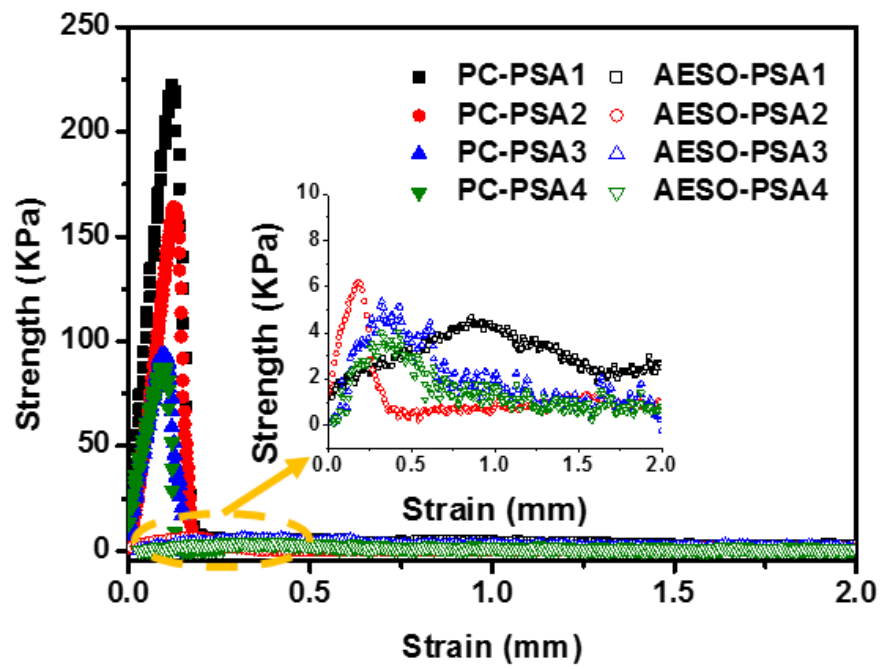 250
200
150
100
50
0
Strength (KPa)
PC-PSA1 AESO-PSA1
PC-PSA2 AESO-PSA2
PC-PSA3 AESO-PSA3
PC-PSA4 AESO-PSA4
10
8
6
4
2
0
Strength (KPa)
0.0 0.5 1.0 1.5 2.0
Strain (mm)
0.0 0.5 1.0 1.5 2.0
Strain (mm)